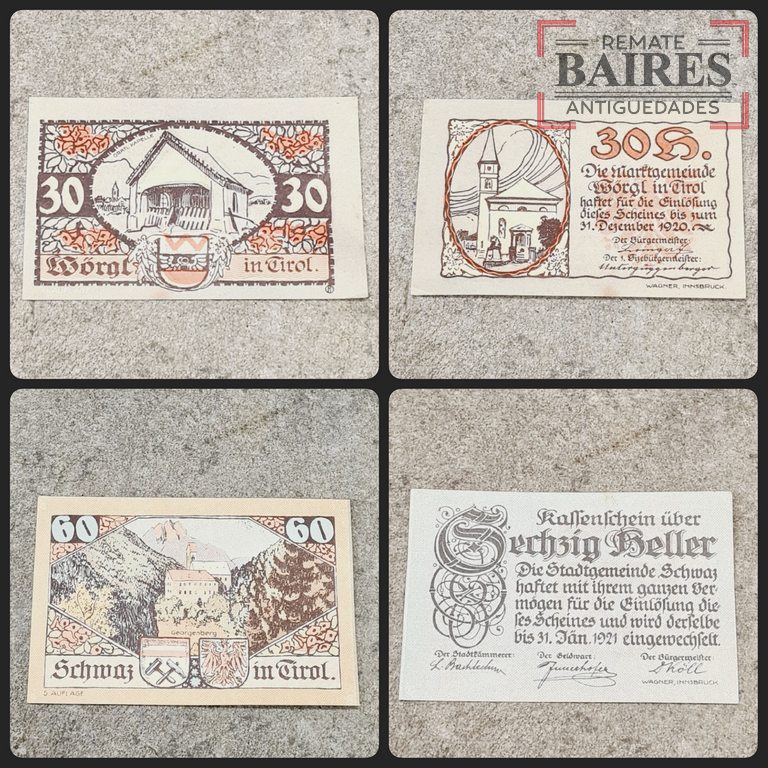 REMATE
BAIRES
ANTIGUEDADES
30 30
Wörgl in Tirol.
30 H.
Die Marktgemeinde
Wörgl in Tirol
haftet für die Einlösung
dieses Scheines bis zum
31. Dezember 1920.
Der Bürgermeister
Der 1. Vizebürgermeister:
Unterguggenberger
WAGNER, INNSBRUCK.
60 60
Georgenberg
Schwaz in Tirol.
5. AUFLAGE
Kassenschein über
Sechzig Heller
Die Stadtgemeinde Schwaz
haftet mit ihrem ganzen Ver
mögen für die Einlösung die-
ses Scheines und wird derselbe
bis 31. Jän. 1921 eingewechselt.
Der Stadtkämmerer: Der Geldwart: Der Bürgermeister
WAGNER, INNSBRUCK